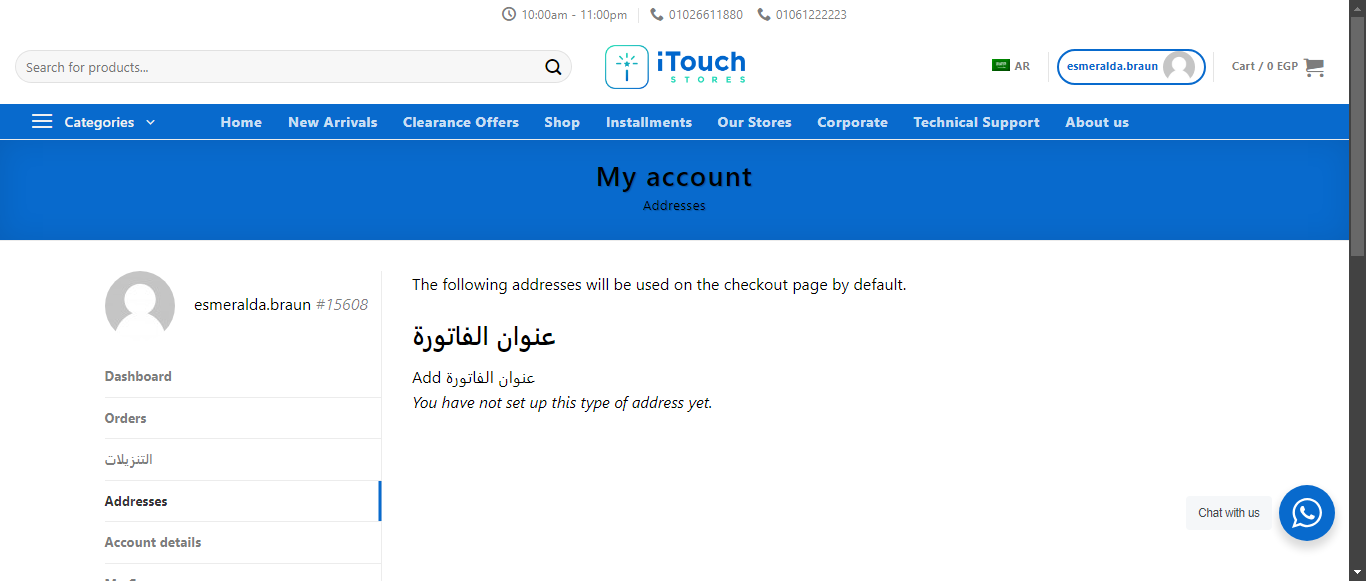 10:00am - 11:00pm 01026611880 01061222223
Search for products...
iTouch
STORES
AR
esmeralda.braun
Cart / 0 EGP
Categories Home New Arrivals Clearance Offers Shop Installments Our Stores Corporate Technical Support About us
My account
Addresses
esmeralda.braun #15608
Dashboard
Orders
التنزيلات
Addresses
Account details
The following addresses will be used on the checkout page by default.
عنوان الفاتورة
Add عنوان الفاتورة
You have not set up this type of address yet.
Chat with us